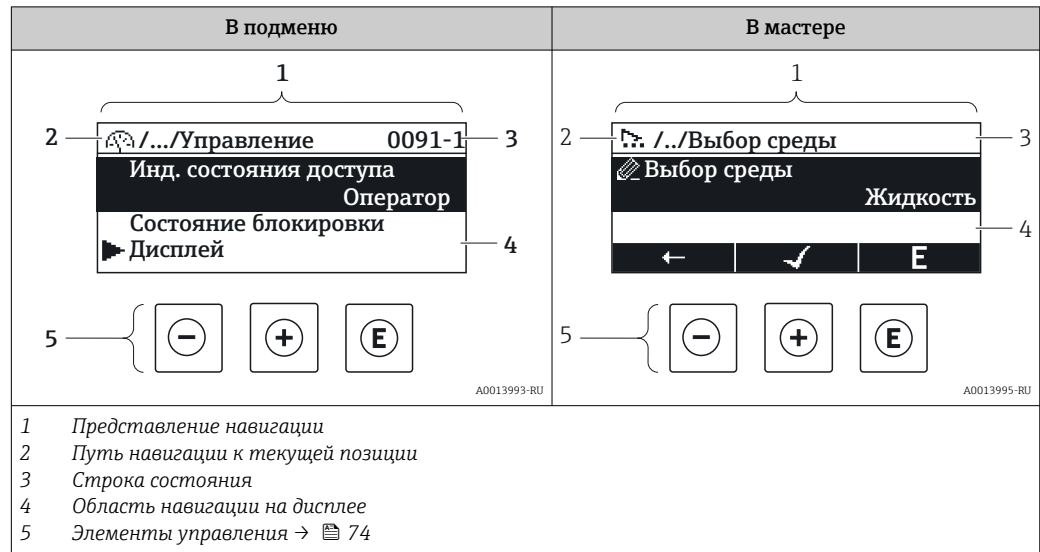 В подменю
В мастере
1
2
/.../Управление 0091-1
3
Инд. состояния доступа
Оператор
Состояние блокировки
Дисплей
4
5
- + E
A0013993-RU
1
2
/../Выбор среды
3
Выбор среды
Жидкость
4
← ✓ E
5
- + E
A0013995-RU
1 Представление навигации
2 Путь навигации к текущей позиции
3 Строка состояния
4 Область навигации на дисплее
5 Элементы управления → 74